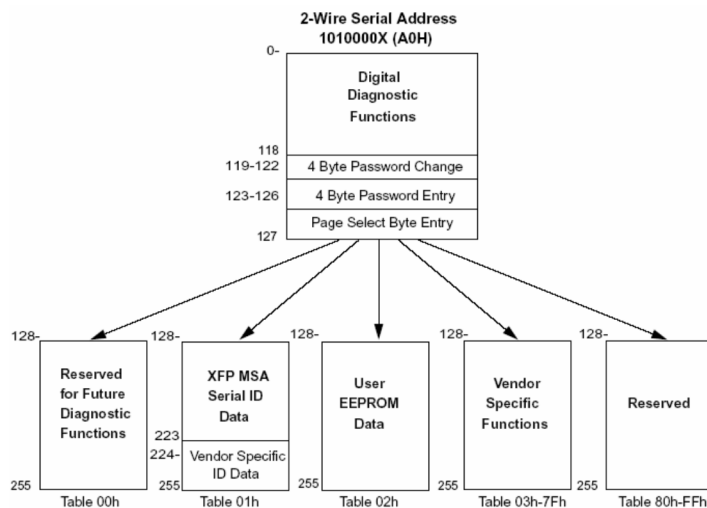 2-Wire Serial Address
1010000X (A0H)
0-
Digital
Diagnostic
Functions
118
119-122
4 Byte Password Change
123-126
4 Byte Password Entry
Page Select Byte Entry
127
128-
Reserved
for Future
Diagnostic
Functions
255
Table 00h
128-
XFP MSA
Serial ID
Data
223
224-
Vendor Specific
ID Data
255
Table 01h
128-
User
EEPROM
Data
255
Table 02h
128-
Vendor
Specific
Functions
255
Table 03h-7Fh
128-
Reserved
255
Table 80h-FFh